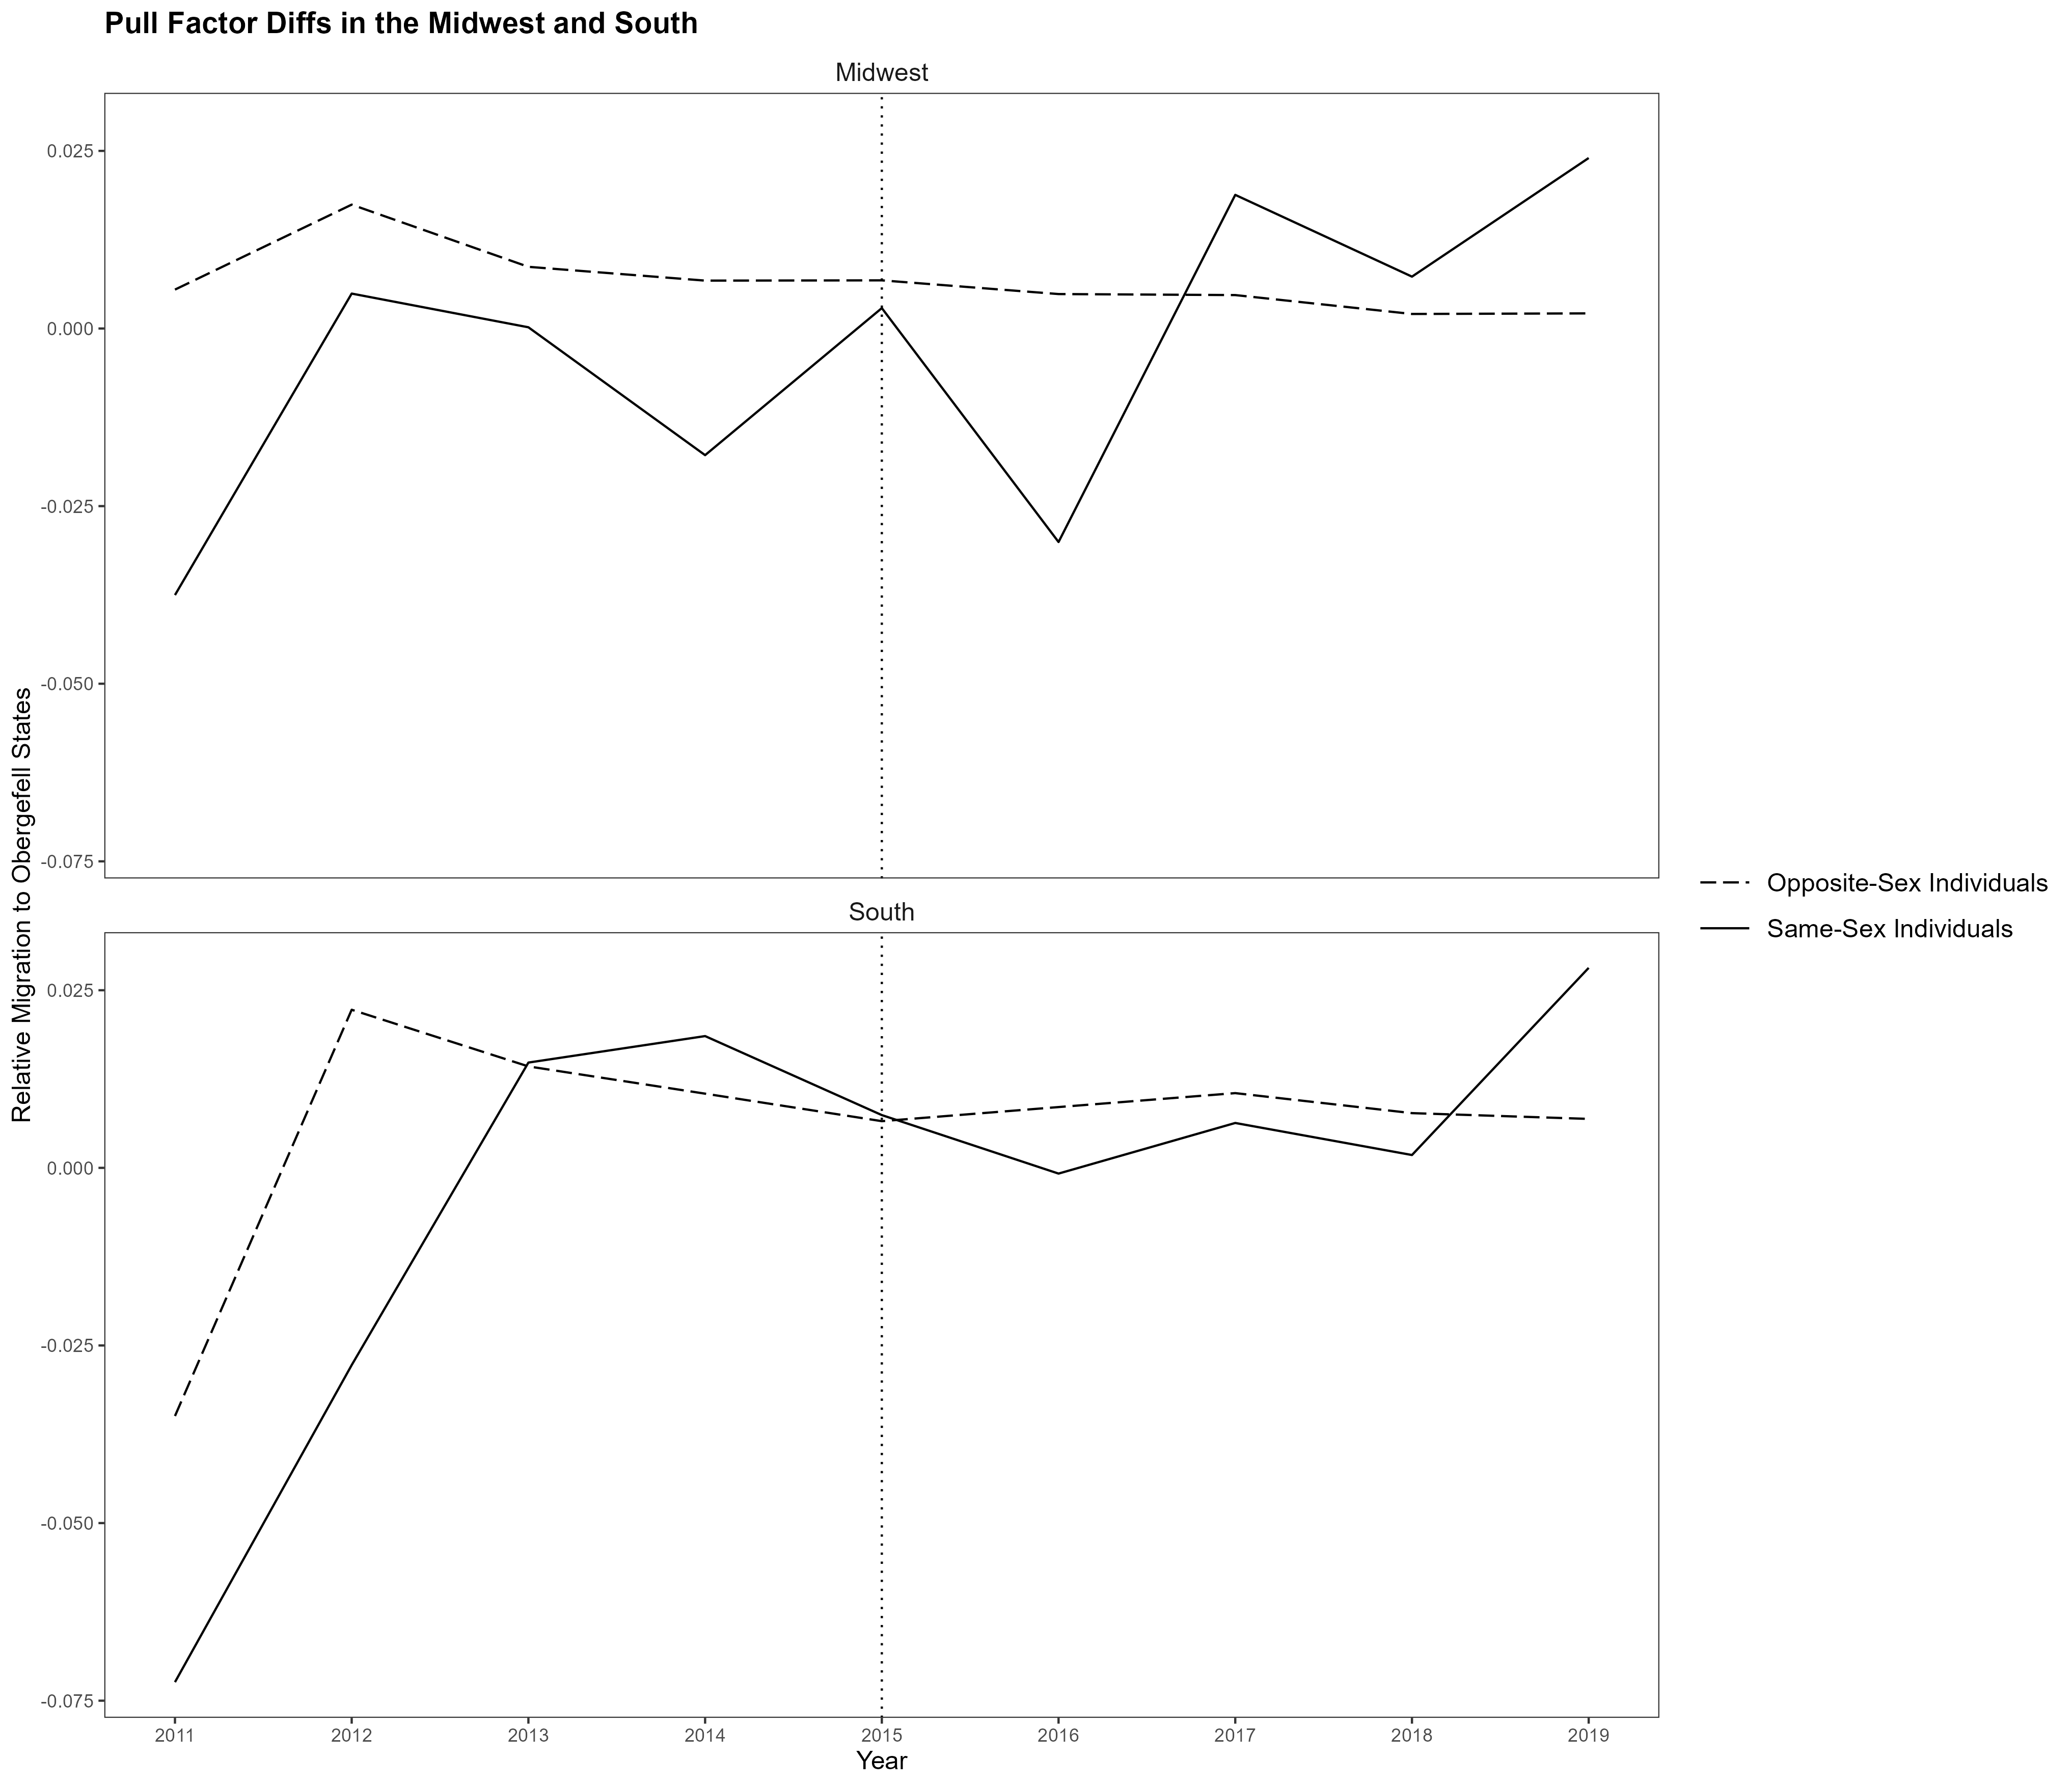 Pull Factor Diffs in the Midwest and South
Midwest
0.025
0.000
-0.025
-0.050
-0.075
Relative Migration to Obergefell States
South
0.025
0.000
-0.025
-0.050
-0.075
2011 2012 2013 2014 2015 2016 2017 2018 2019
Year
Opposite-Sex Individuals
Same-Sex Individuals